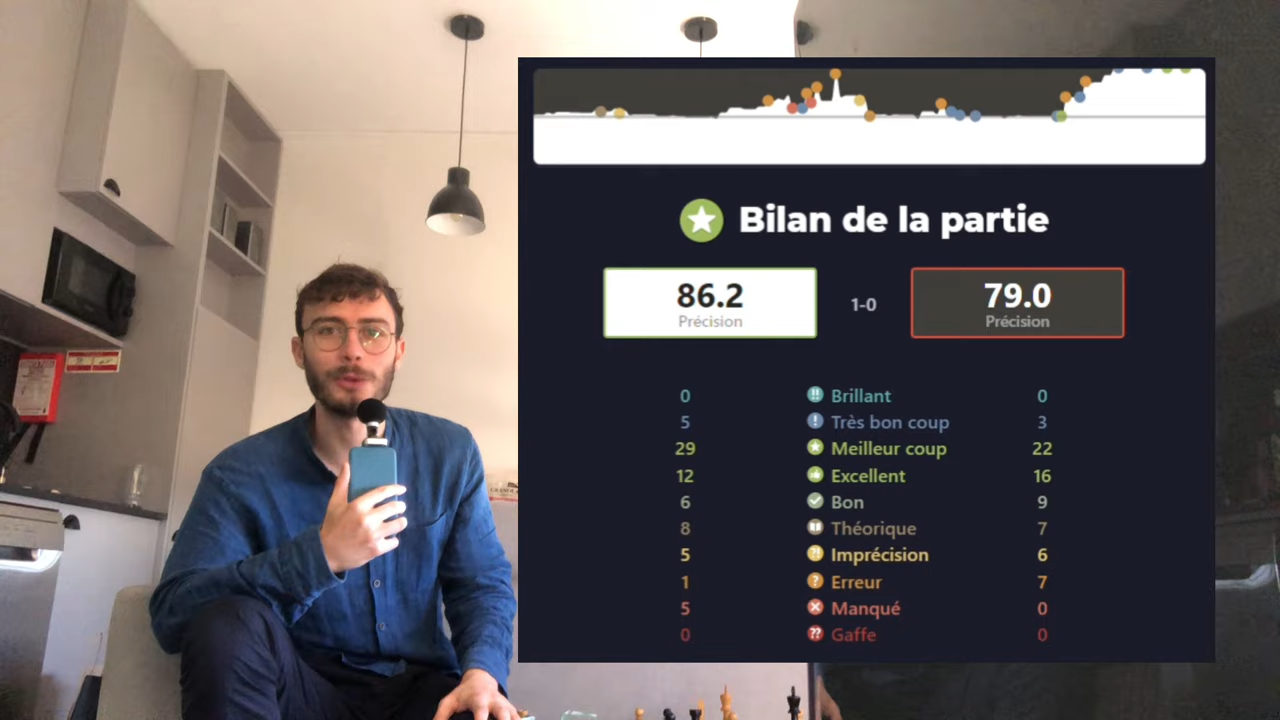 Bilan de la partie
86.2
Précision
1-0
79.0
Précision
0 Brillant 0
5 Très bon coup 3
29 Meilleur coup 22
12 Excellent 16
6 Bon 9
8 Théorique 7
5 Imprécision 6
1 Erreur 7
5 Manqué 0
0 Gaffe 0